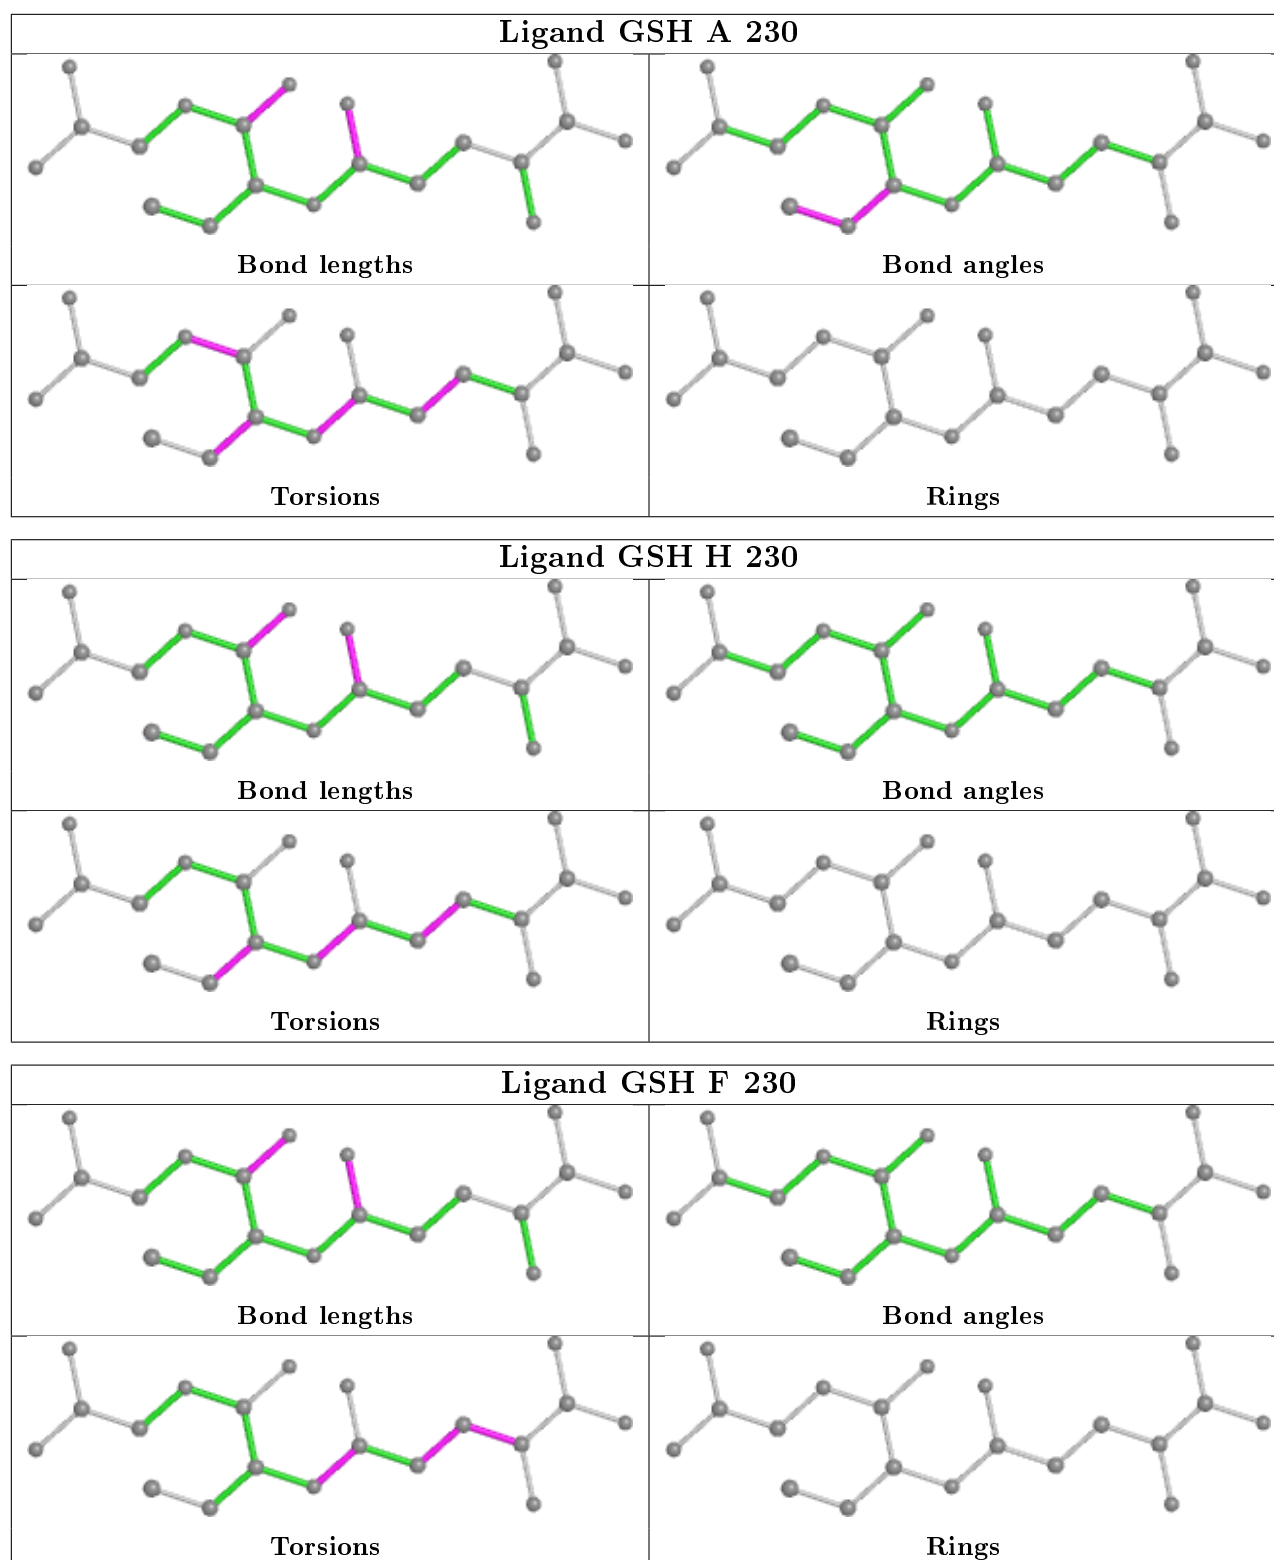 Ligand GSH A 230
Bond lengths
Bond angles
Torsions
Rings
Ligand GSH H 230
Bond lengths
Bond angles
Torsions
Rings
Ligand GSH F 230
Bond lengths
Bond angles
Torsions
Rings